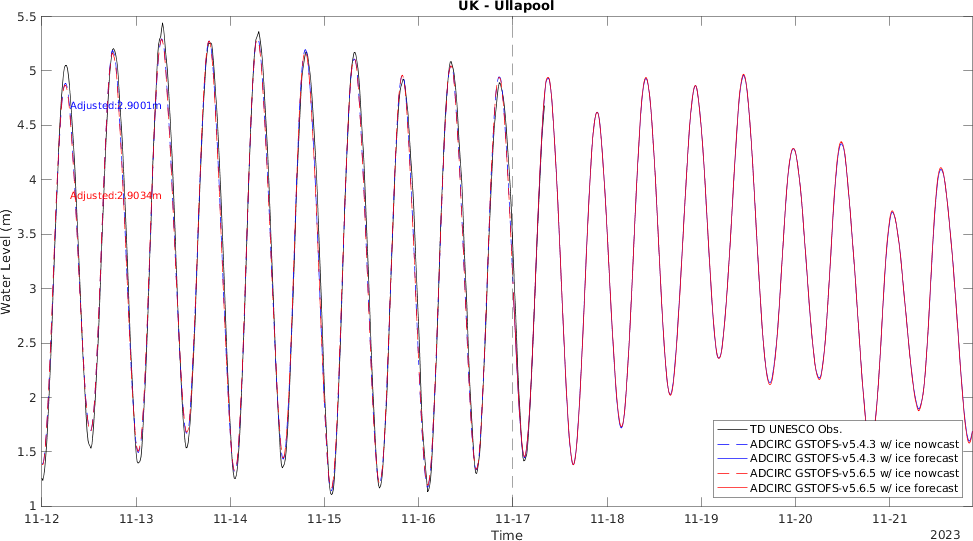 UK - Ullapool
5.5
5
4.5
4
3.5
3
2.5
2
1.5
1
Water Level (m)
Adjusted:2.9001m
Adjusted:2.9034m
TD UNESCO Obs.
ADCIRC GSTOFS-v5.4.3 w/ ice nowcast
ADCIRC GSTOFS-v5.4.3 w/ ice forecast
ADCIRC GSTOFS-v5.6.5 w/ ice nowcast
ADCIRC GSTOFS-v5.6.5 w/ ice forecast
11-12 11-13 11-14 11-15 11-16 11-17 11-18 11-19 11-20 11-21
Time
2023